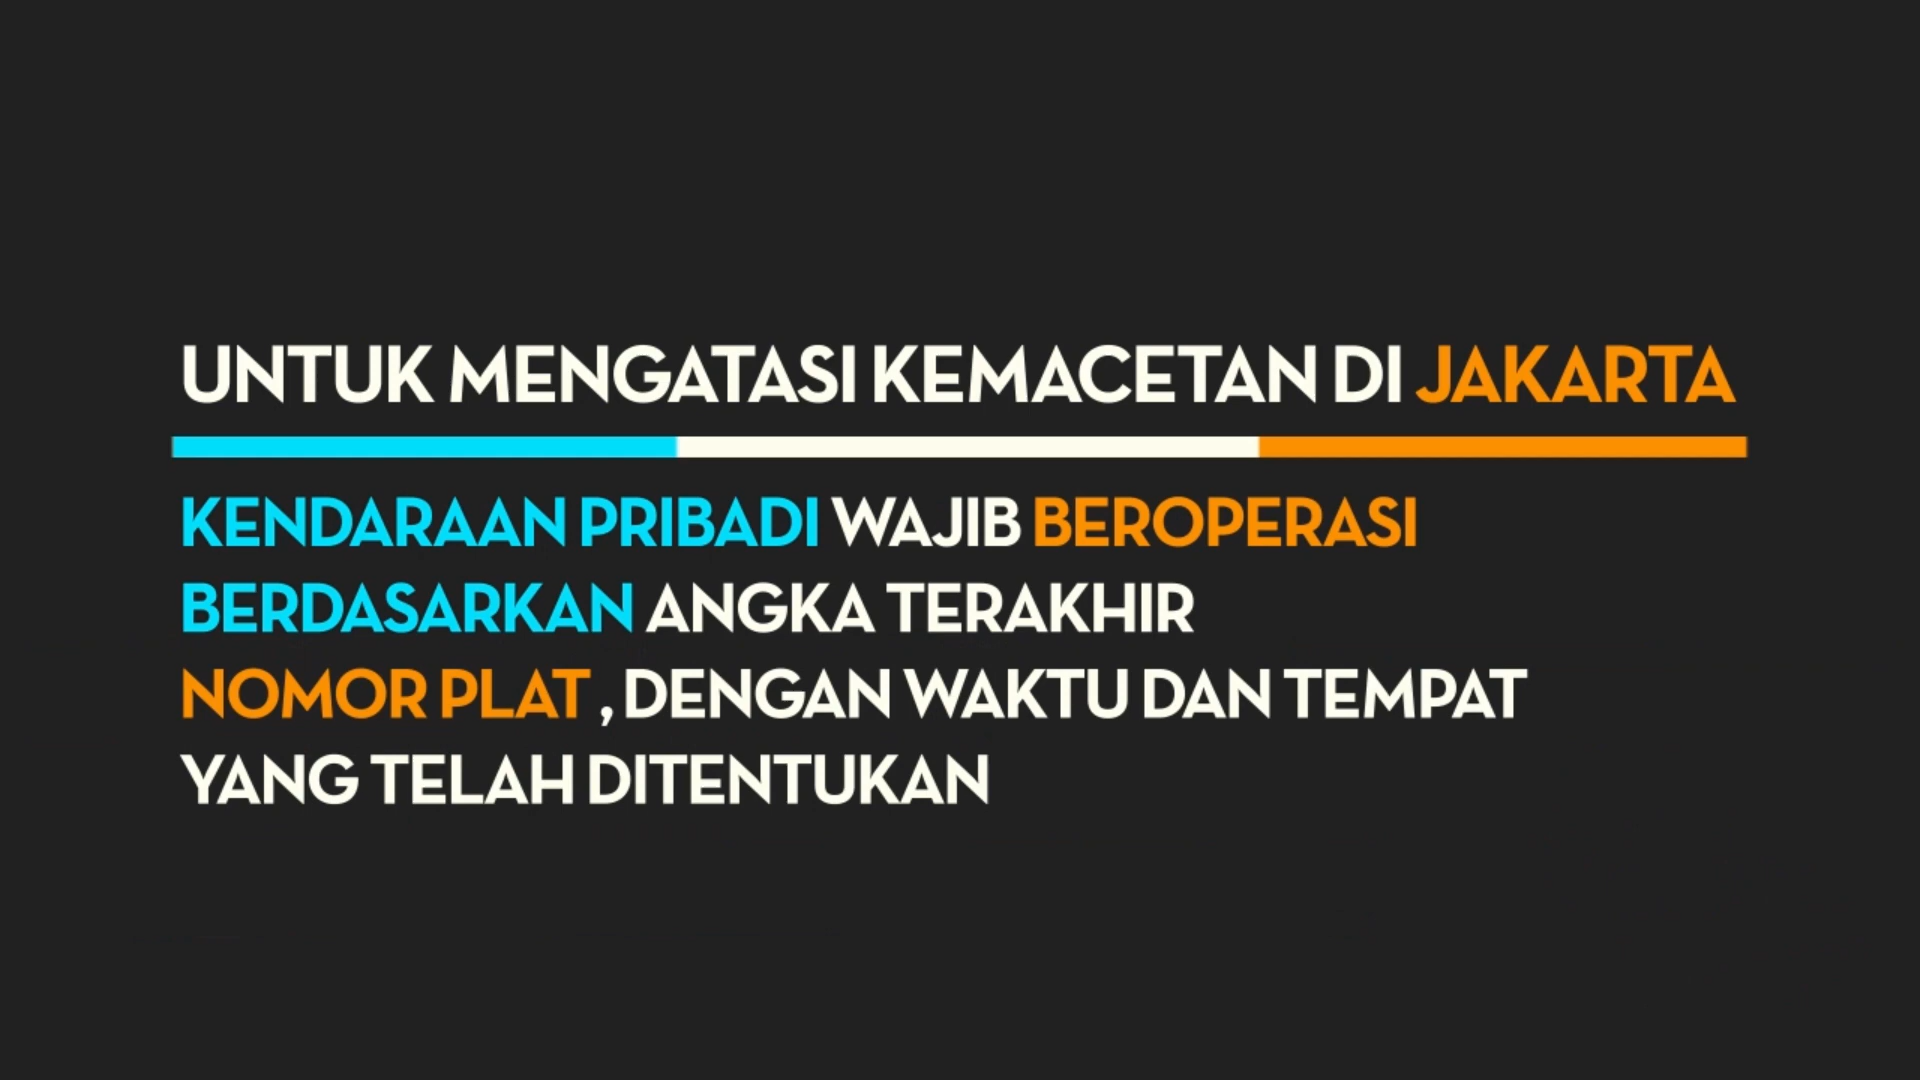 UNTUK MENGATASI KEMACETAN DI JAKARTA
KENDARAAN PRIBADI WAJIB BEROPERASI
BERDASARKAN ANGKA TERAKHIR
NOMOR PLAT , DENGAN WAKTU DAN TEMPAT
YANG TELAH DITENTUKAN